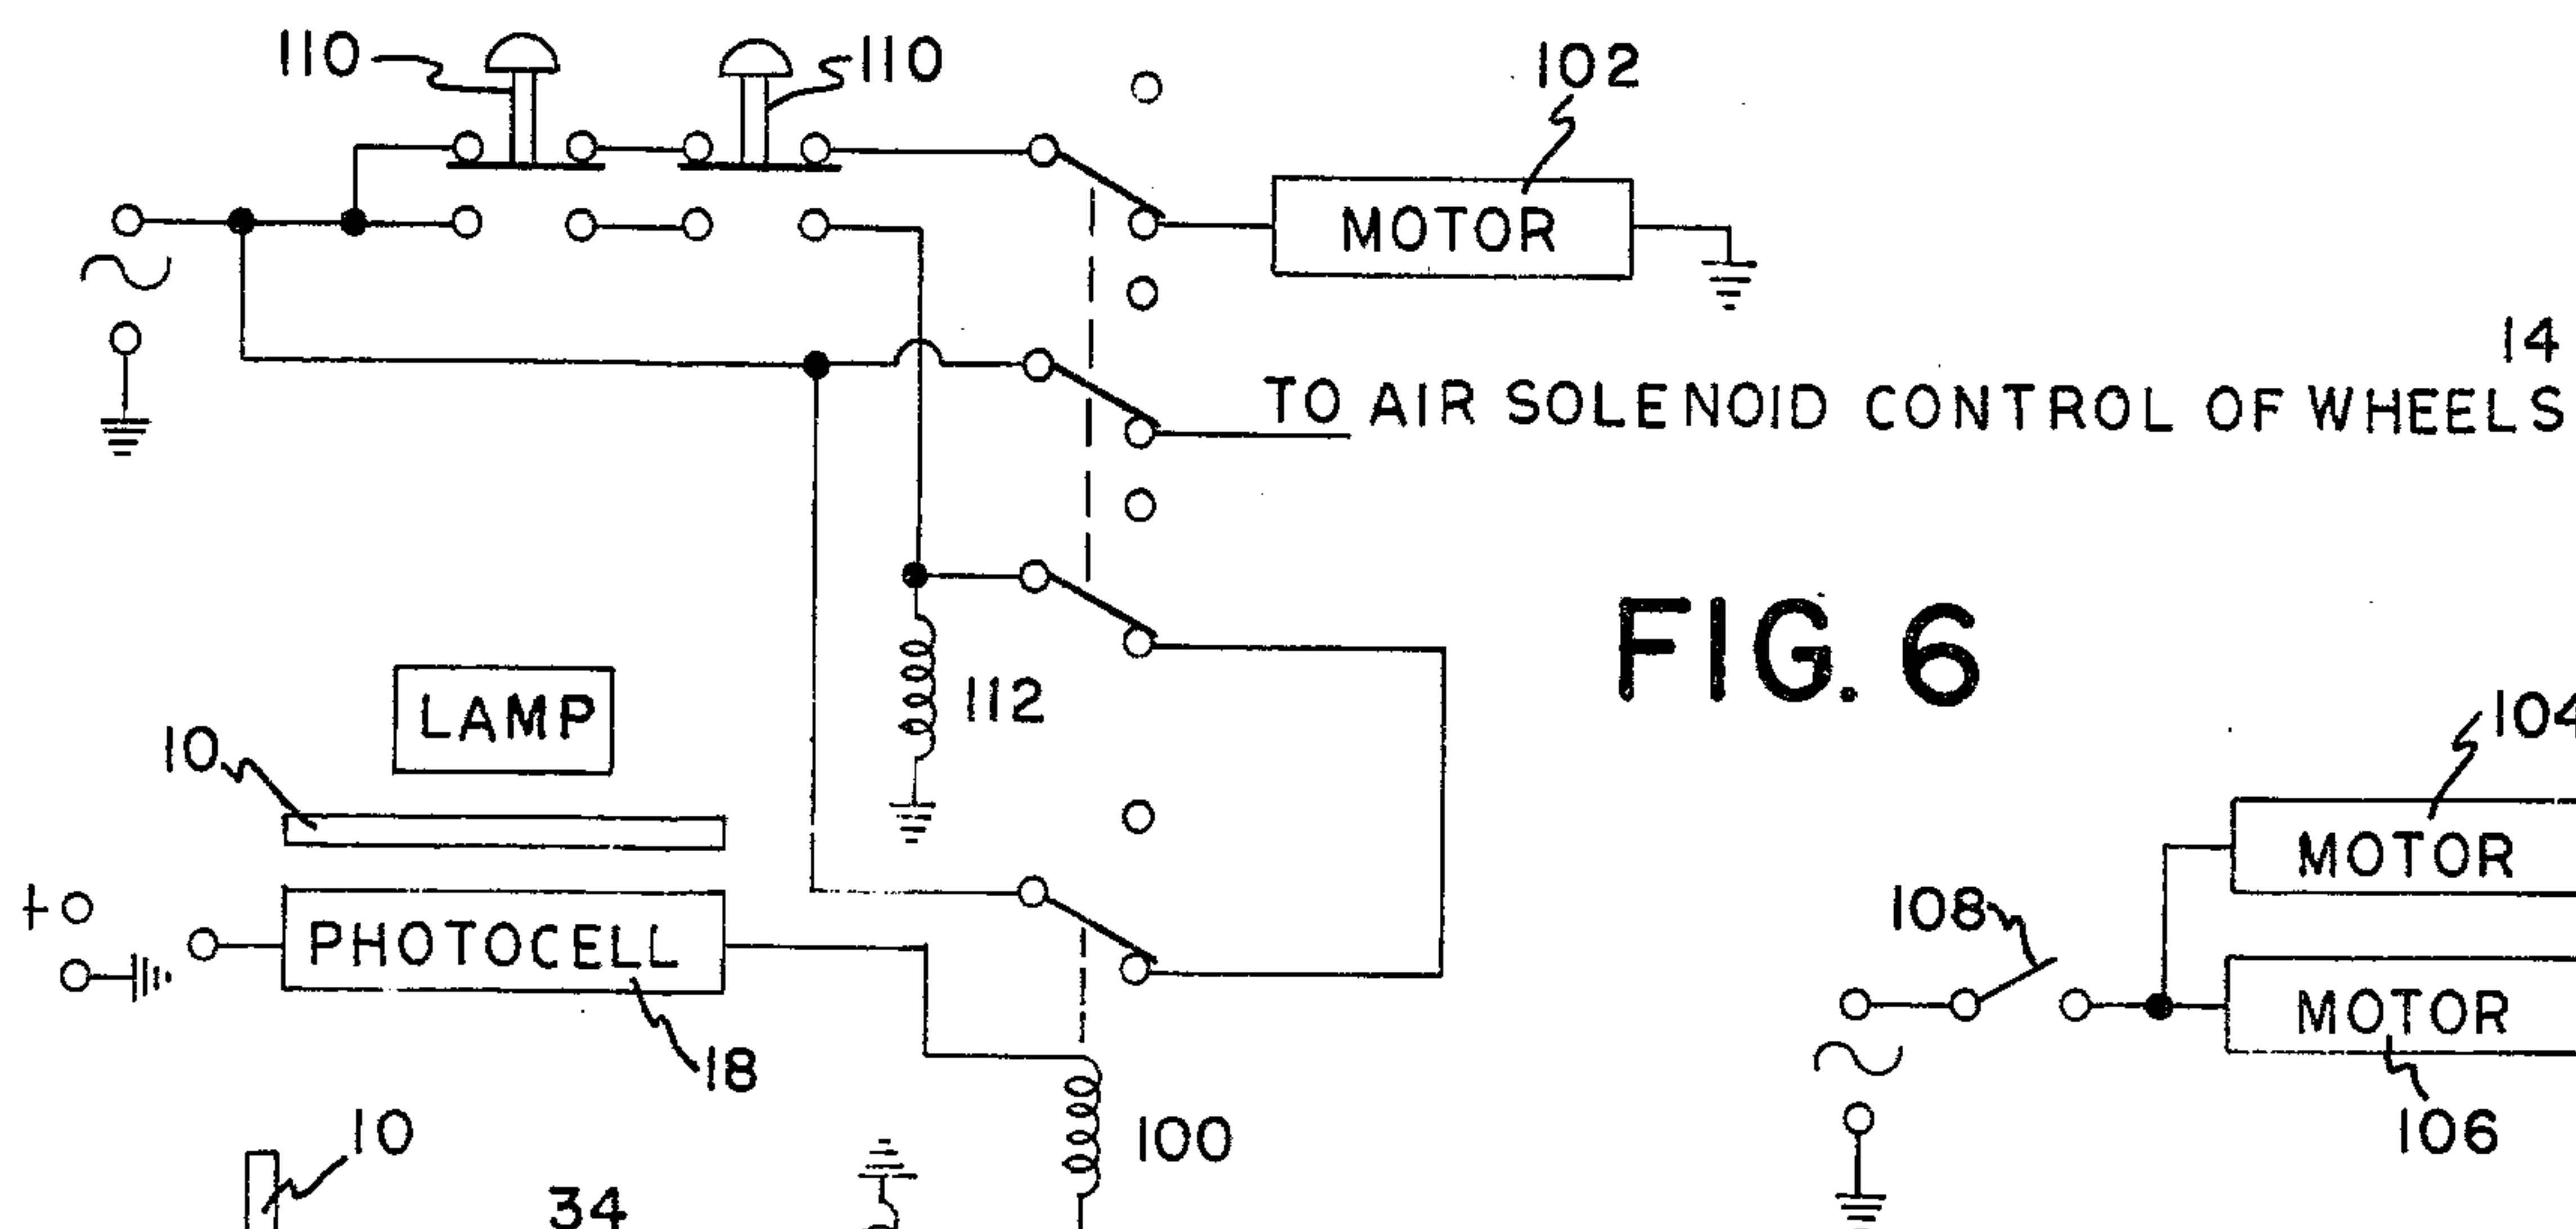 110
110
102
MOTOR
14
TO AIR SOLENOID CONTROL OF WHEELS
FIG. 6
112
LAMP
10
104
MOTOR
108
PHOTOCELL
MOTOR
18
106
10
100
34